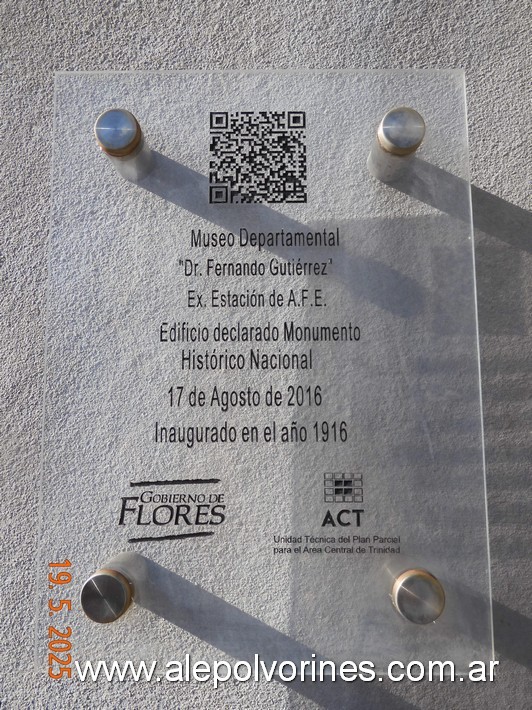 Museo Departamental
"Dr. Fernando Gutiérrez"
Ex. Estación de A.F.E.
Edificio declarado Monumento
Histórico Nacional
17 de Agosto de 2016
Inaugurado en el año 1916
GOBIERNO DE
FLORES
ACT
Unidad Técnica del Plan Parciel
para el Área Central de Trinidad
19. 5. 2025
www.alepolvorines.com.ar